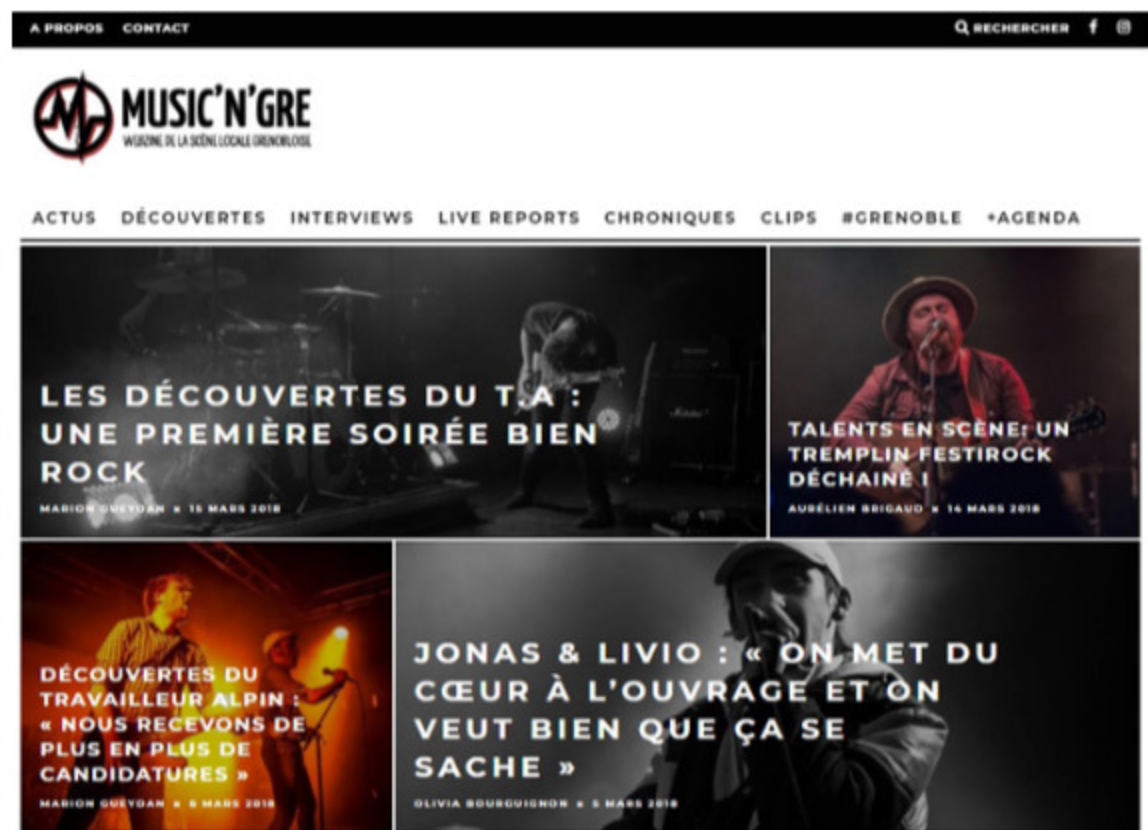 A PROPOS CONTACT
RECHERCHER
MUSIC'N'GRE
WEBZINE DE LA SCÈNE LOCALE GRENOBLOISE
ACTUS DÉCOUVERTES INTERVIEWS LIVE REPORTS CHRONIQUES CLIPS #GRENOBLE +AGENDA
LES DÉCOUVERTES DU T.A :
UNE PREMIÈRE SOIRÉE BIEN
ROCK
MARION GUEYDAN 15 MARS 2018
TALENTS EN SCÈNE: UN
TREMPLIN FESTIROCK
DÉCHAINÉ !
AURÉLIEN BRIGAUD 14 MARS 2018
DÉCOUVERTES DU
TRAVAILLEUR ALPIN :
« NOUS RECEVONS DE
PLUS EN PLUS DE
CANDIDATURES »
MARION GUEYDAN MARS 2018
JONAS & LIVIO : « ON MET DU
CŒUR À L'OUVRAGE ET ON
VEUT BIEN QUE ÇA SE
SACHE »
OLIVIA BOURGUIGNON 5 MARS 2018